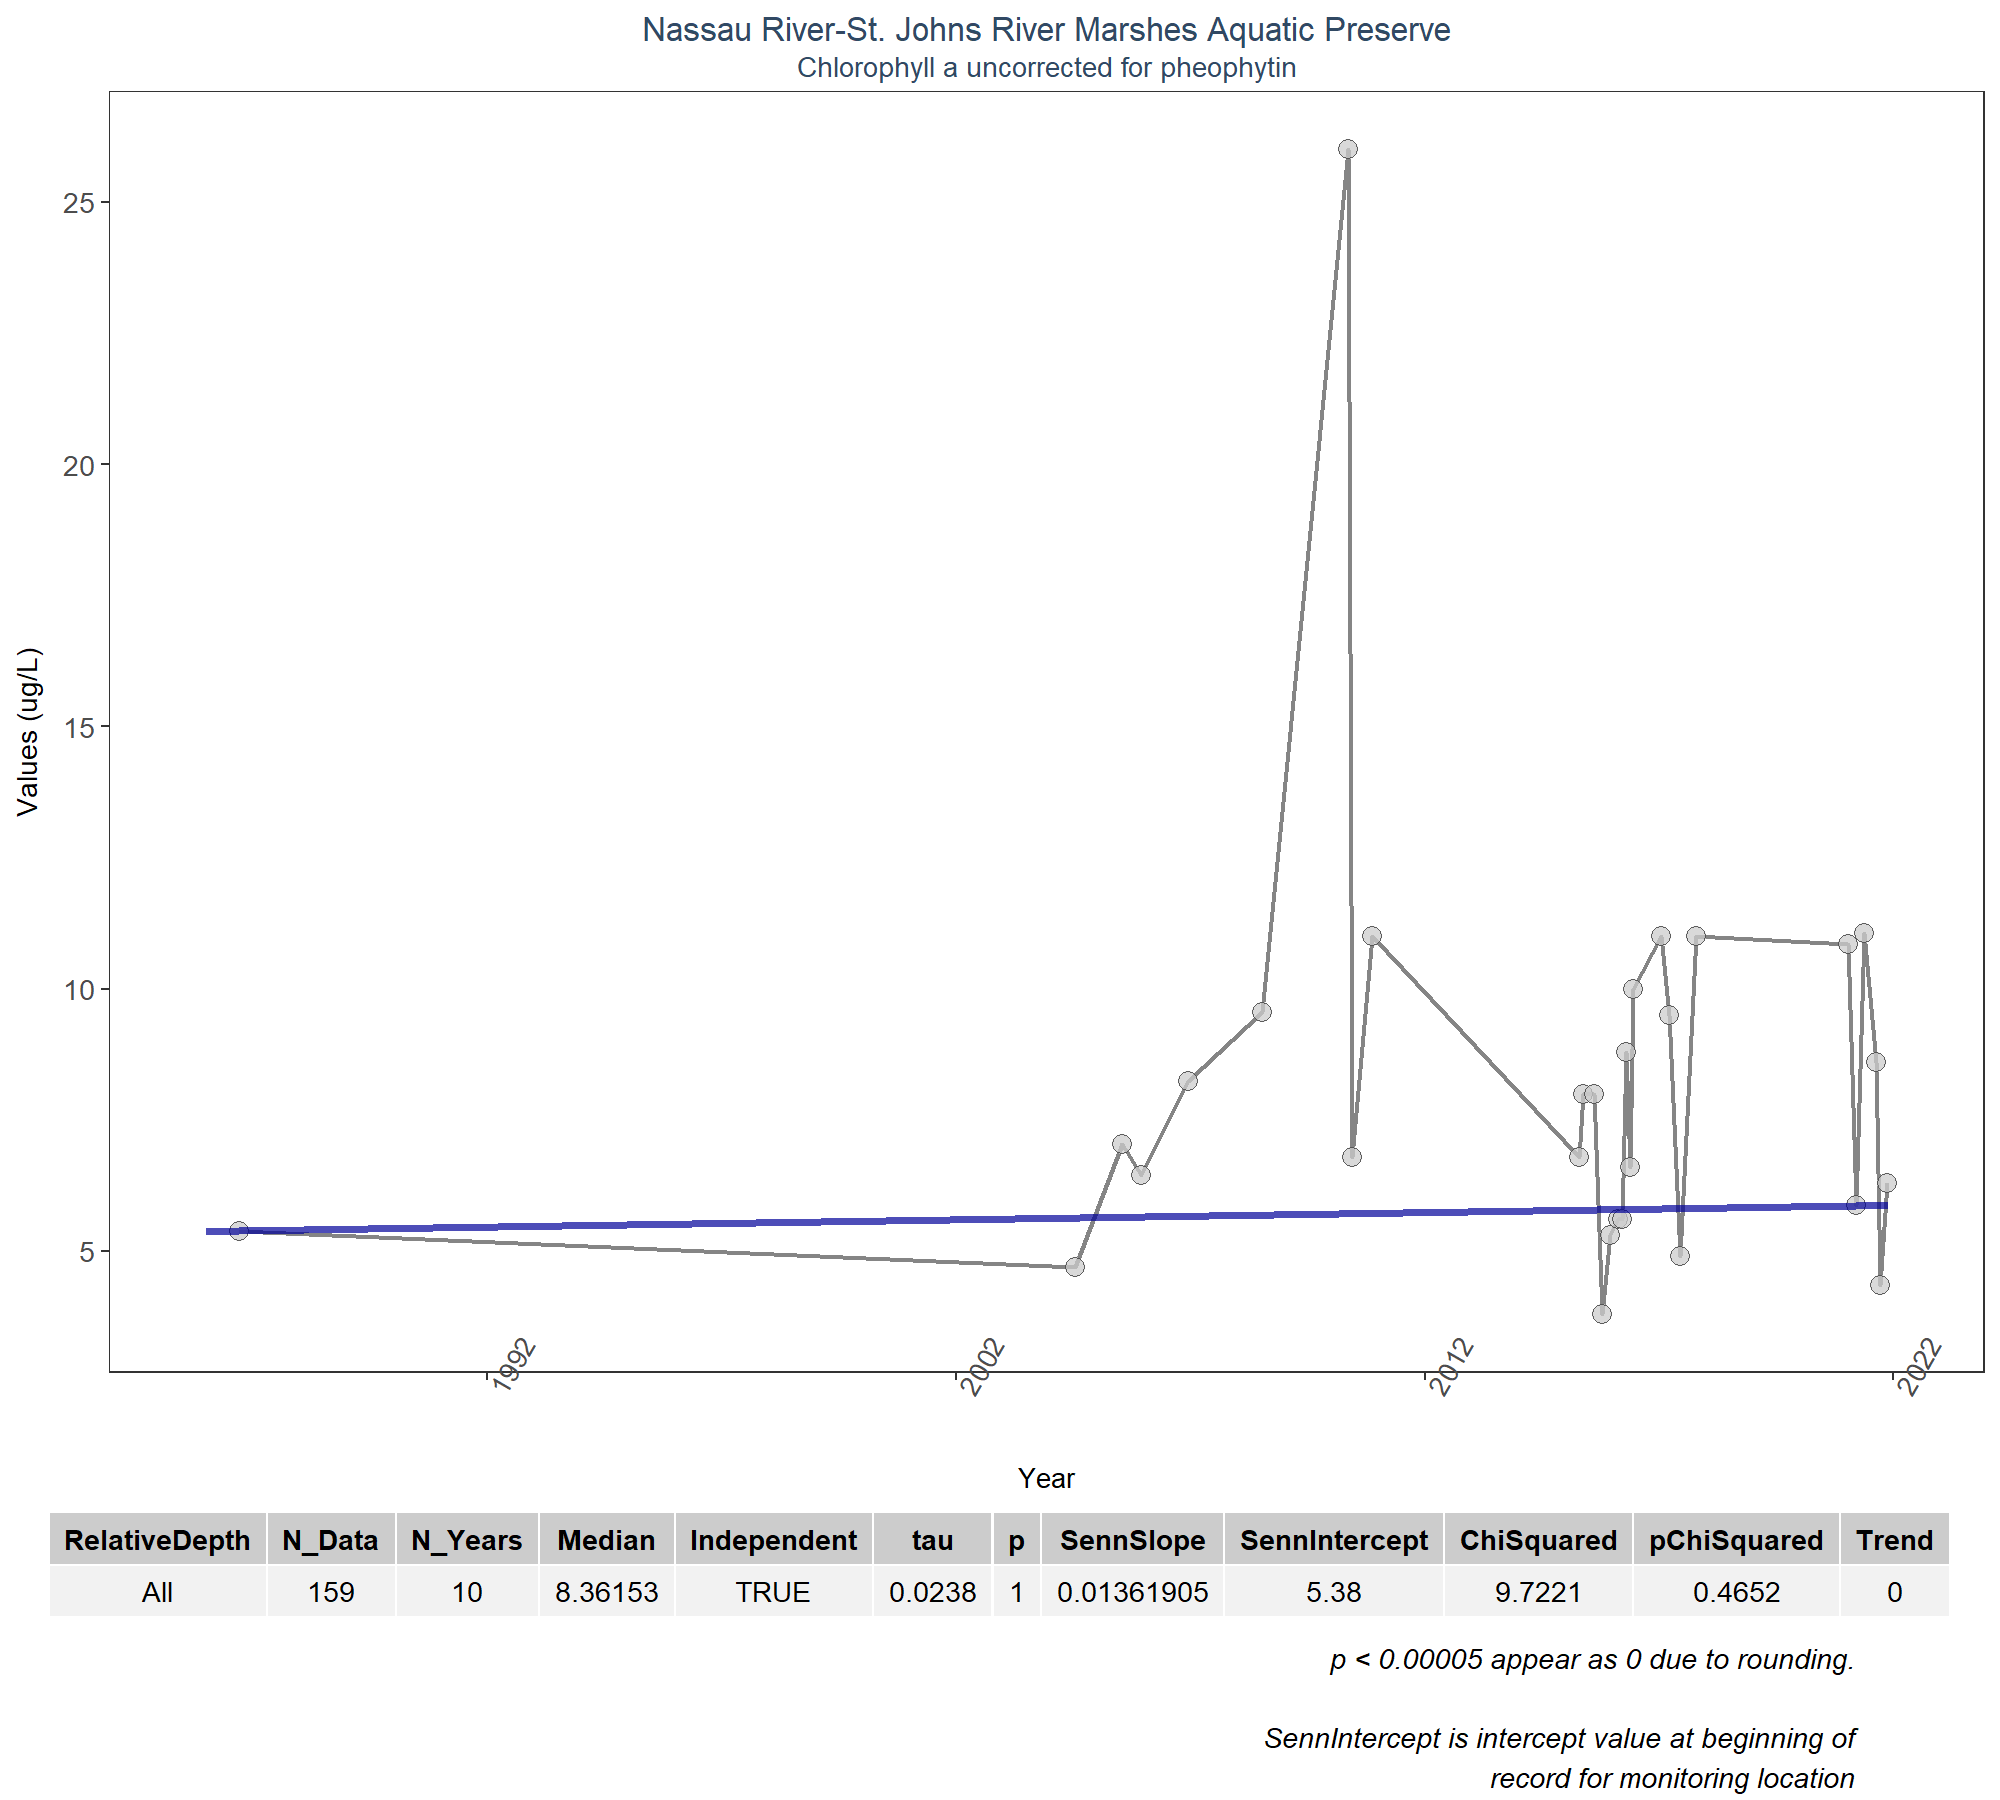 Nassau River-St. Johns River Marshes Aquatic Preserve
Chlorophyll a uncorrected for pheophytin
Values (ug/L)
25
20
15
10
5
1992
2002
2012
2022
Year
RelativeDepth N_Data N_Years Median Independent tau p SennSlope SennIntercept ChiSquared pChiSquared Trend
All 159 10 8.36153 TRUE 0.0238 1 0.01361905 5.38 9.7221 0.4652 0
p < 0.00005 appear as 0 due to rounding.
SennIntercept is intercept value at beginning of
record for monitoring location